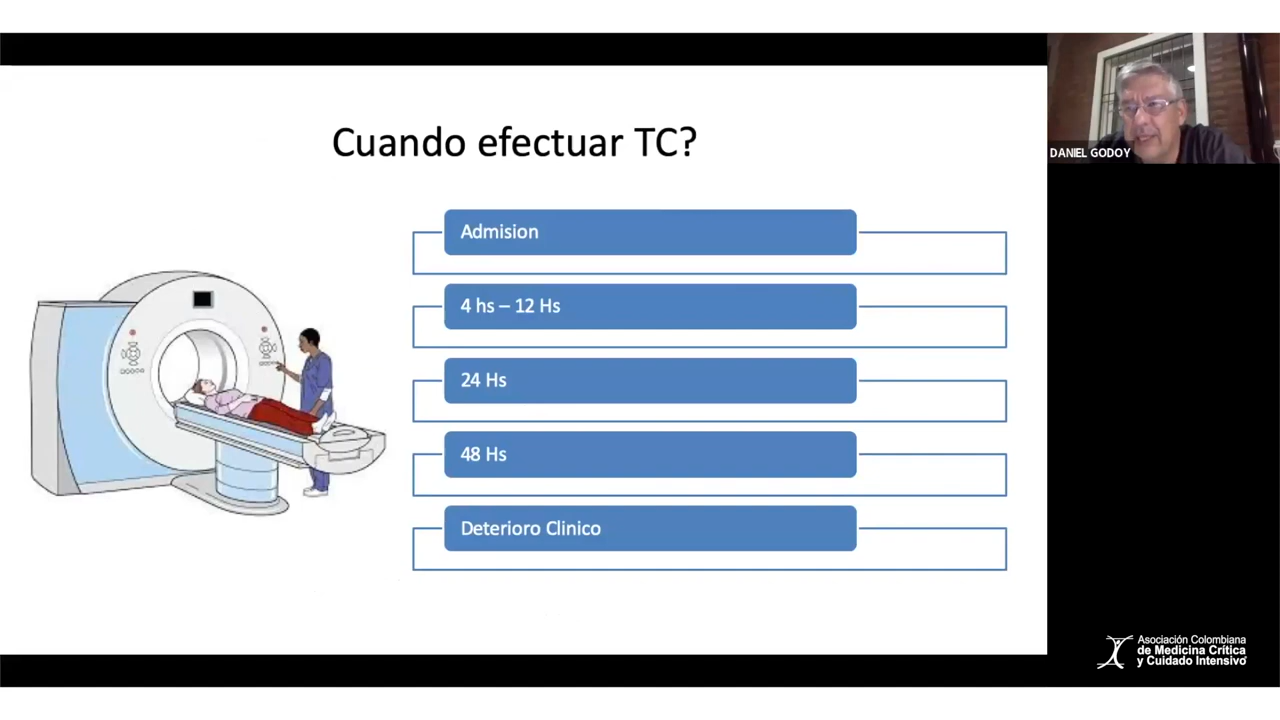 Cuando efectuar TC?
DANIEL GODOY
Admision
4 hs – 12 Hs
24 Hs
48 Hs
Deterioro Clinico
Asociación Colombiana
de Medicina Crítica
y Cuidado Intensivo